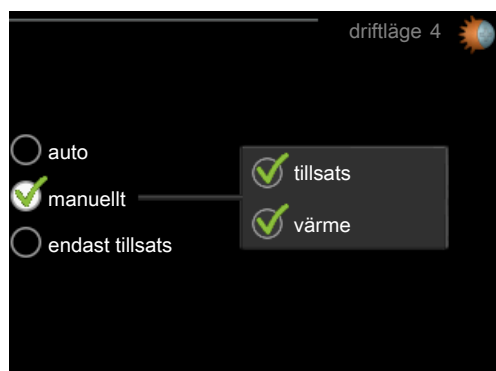 driftläge 4
auto
tillsats
manuellt
värme
endast tillsats